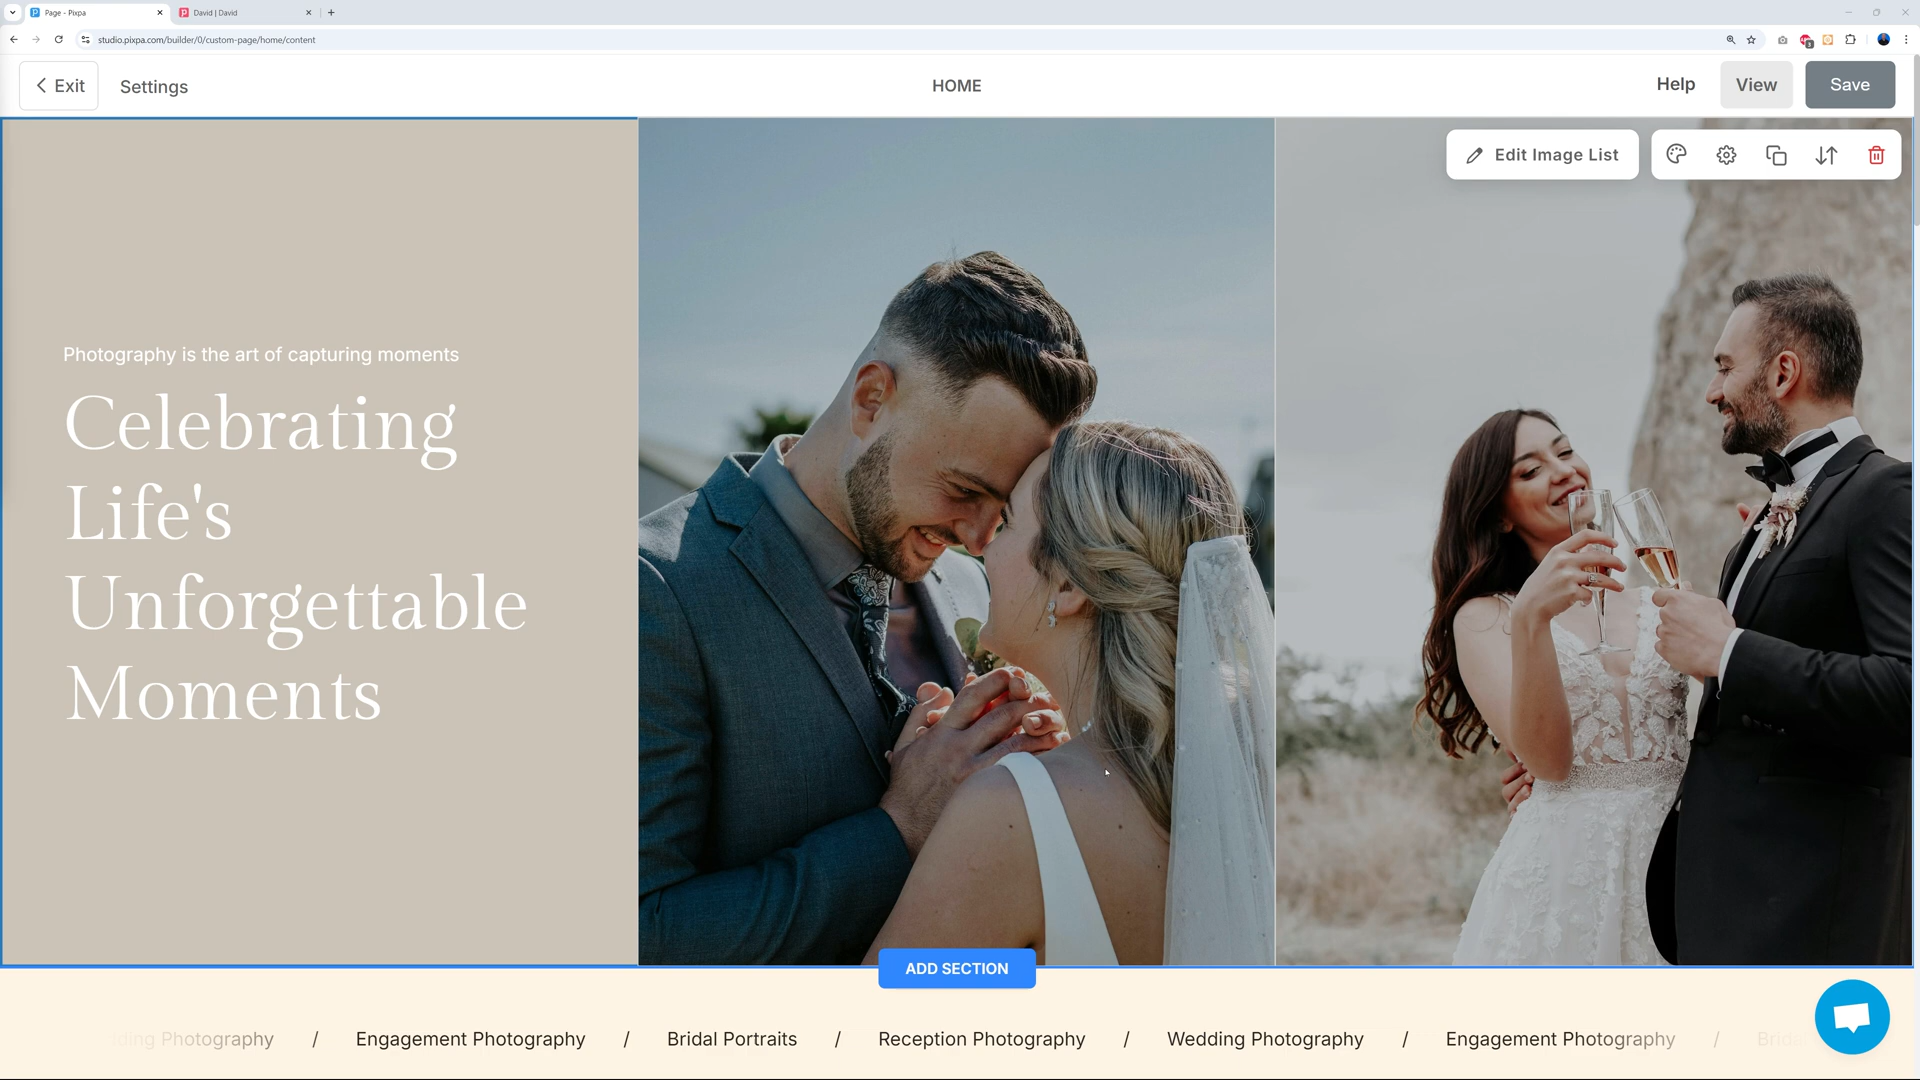 Page - Pixpa
David | David
studio.pixpa.com/builder/0/custom-page/home/content
Exit
Settings
HOME
Help
View
Save
Edit Image List
Photography is the art of capturing moments
Celebrating
Life's
Unforgettable
Moments
ADD SECTION
Photography / Engagement Photography / Bridal Portraits / Reception Photography / Wedding Photography / Engagement Photography /